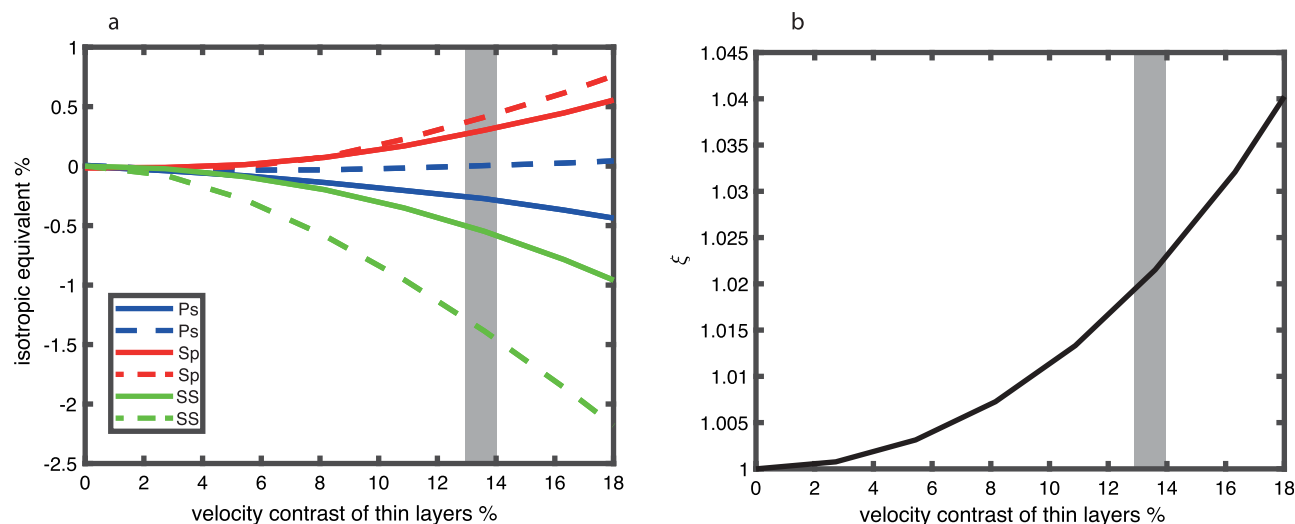 a
1
0.5
0
-0.5
-1
-1.5
-2
-2.5
isotropic equivalent %
Ps
Ps
Sp
Sp
SS
SS
0 2 4 6 8 10 12 14 16 18
velocity contrast of thin layers %
b
1.045
1.04
1.035
1.03
1.025
1.02
1.015
1.01
1.005
1
ξ
0 2 4 6 8 10 12 14 16 18
velocity contrast of thin layers %